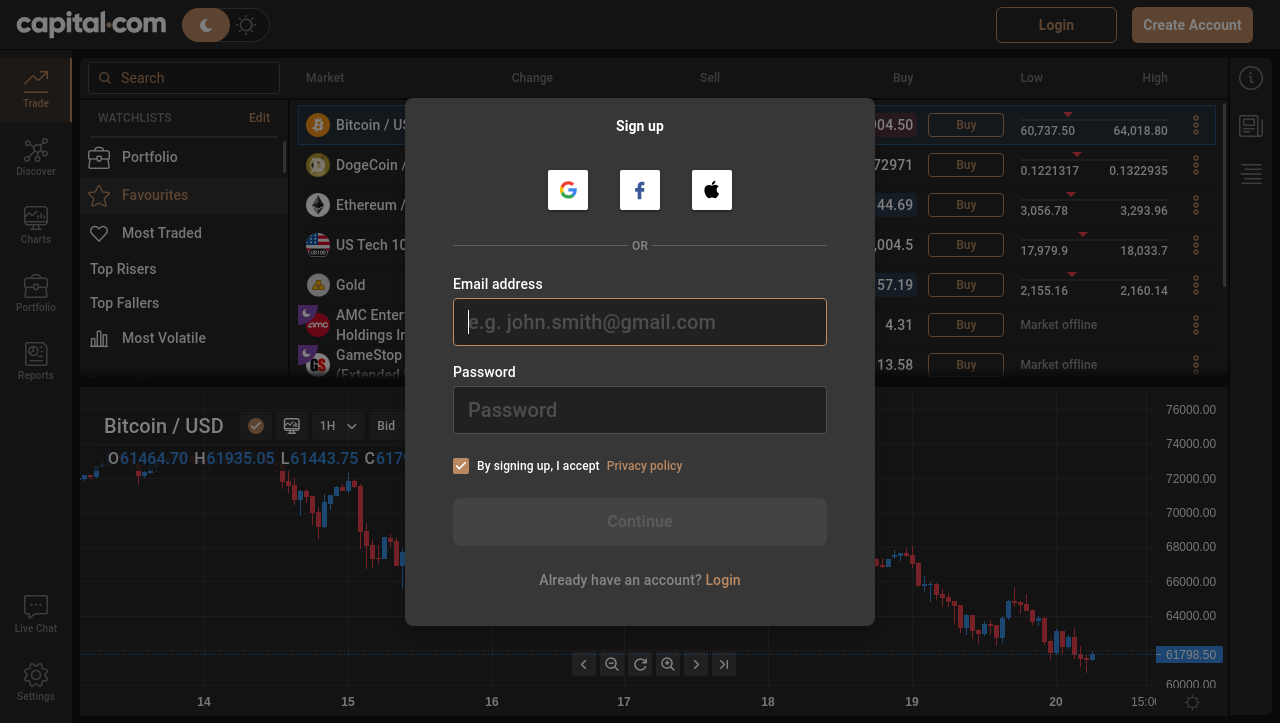 capital.com
Login
Create Account
Trade
Discover
Charts
Portfolio
Reports
Live Chat
Settings
Search
WATCHLISTS Edit
Portfolio
Favourites
Most Traded
Top Risers
Top Fallers
Most Volatile
Market Change Sell Buy Low High
Bitcoin / US 04.50 Buy 60,737.50 64,018.80
DogeCoin / 72971 Buy 0.1221317 0.1322935
Ethereum / 44.69 Buy 3,056.78 3,293.96
US Tech 10 ,004.5 Buy 17,979.9 18,033.7
Gold 57.19 Buy 2,155.16 2,160.14
AMC Enter
Holdings In 4.31 Buy Market offline
GameStop
(Extended 13.58 Buy Market offline
Sign up
OR
Email address
e.g. john.smith@gmail.com
Password
Password
By signing up, I accept Privacy policy
Continue
Already have an account? Login
Bitcoin / USD 1H Bid
O61464.70 H61935.05 L61443.75 C6179
76000.00
74000.00
72000.00
70000.00
68000.00
66000.00
64000.00
61798.50
60000.00
14 15 16 17 18 19 20 15:00